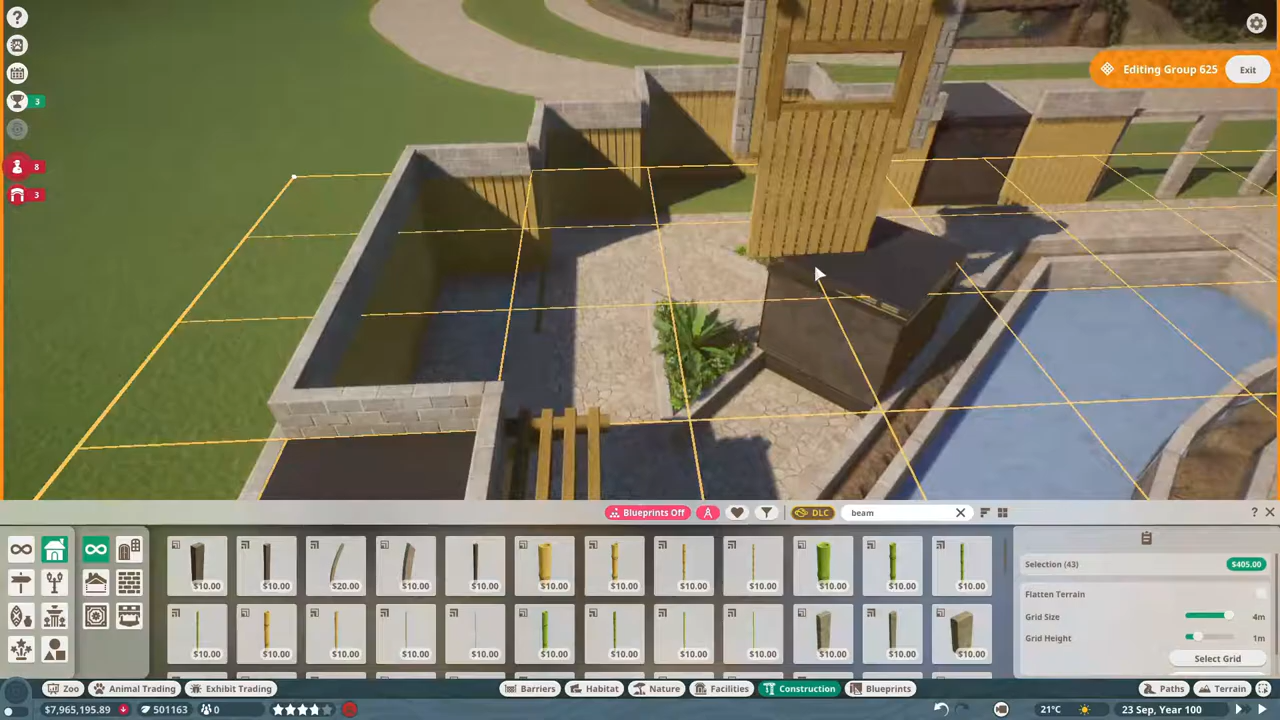 Editing Group 625
Exit
3
8
3
Blueprints Off
DLC
beam
?
$10.00 $10.00 $20.00 $10.00 $10.00 $10.00 $10.00 $10.00 $10.00 $10.00 $10.00 $10.00
$10.00 $10.00 $10.00 $10.00 $10.00 $10.00 $10.00 $10.00 $10.00 $10.00 $10.00 $10.00
Selection (43) $405.00
Flatten Terrain
Grid Size 4m
Grid Height 1m
Select Grid
Zoo Animal Trading Exhibit Trading Barriers Habitat Nature Facilities Construction Blueprints Paths Terrain
$7,965,195.89 501163 0 21°C 23 Sep, Year 100